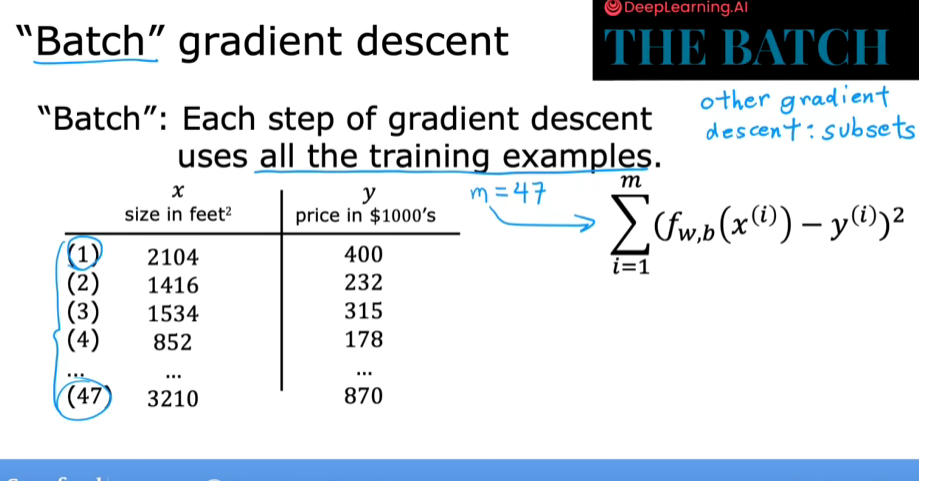 "Batch" gradient descent
DeepLearning.AI
THE BATCH
other gradient
descent: subsets
"Batch": Each step of gradient descent
uses all the training examples.
x y m = 47
size in feet² price in $1000's
(1) 2104 400
(2) 1416 232
(3) 1534 315
(4) 852 178
... ... ...
(47) 3210 870
m
∑ (f_{w,b}(x^{(i)}) − y^{(i)})²
i=1